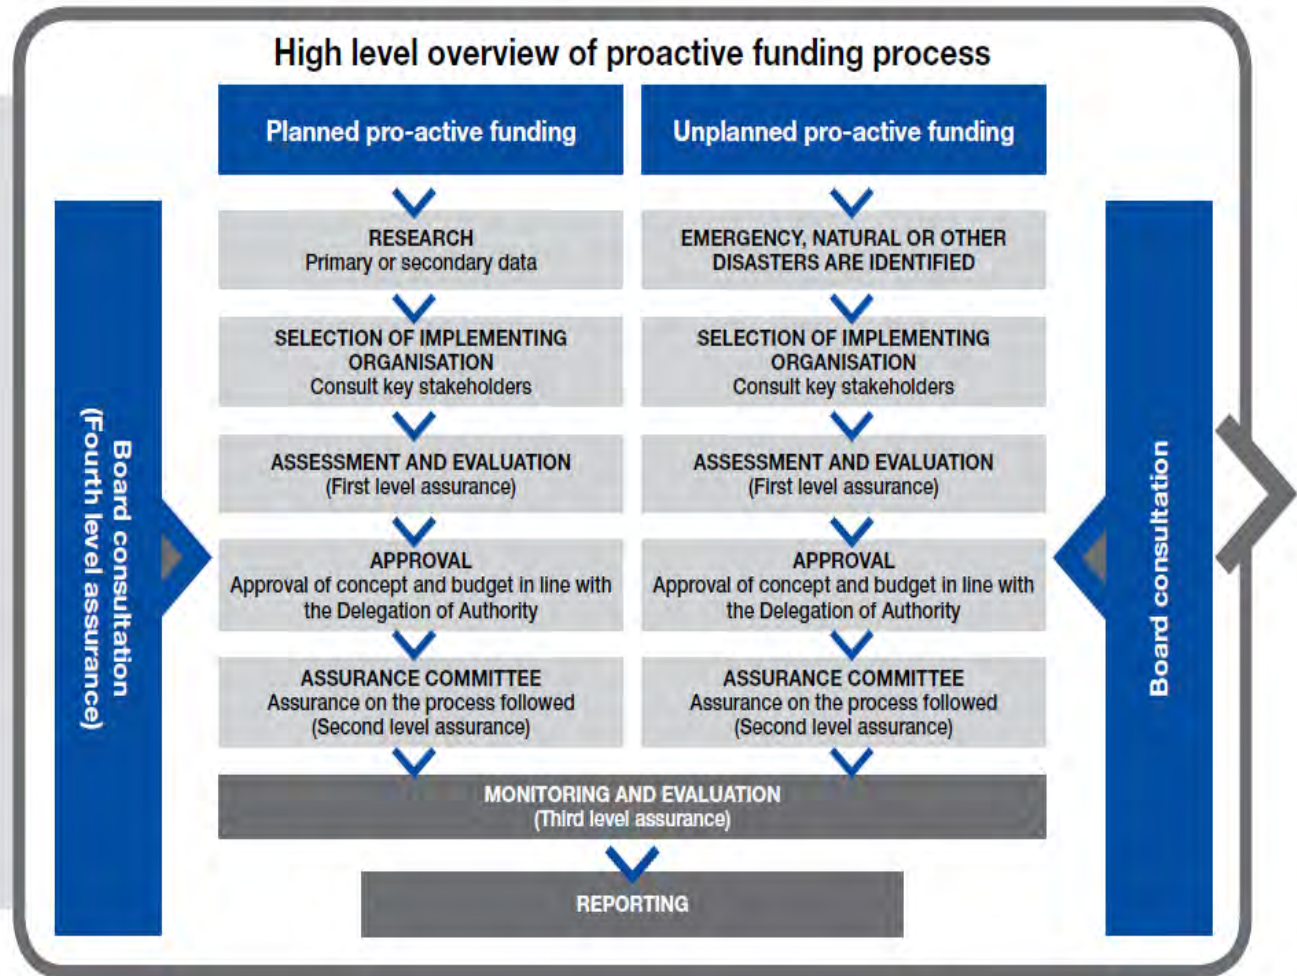 High level overview of proactive funding process
Planned pro-active funding
RESEARCH
Primary or secondary data
SELECTION OF IMPLEMENTING
ORGANISATION
Consult key stakeholders
ASSESSMENT AND EVALUATION
(First level assurance)
APPROVAL
Approval of concept and budget in line with
the Delegation of Authority
ASSURANCE COMMITTEE
Assurance on the process followed
(Second level assurance)
Unplanned pro-active funding
EMERGENCY, NATURAL OR OTHER
DISASTERS ARE IDENTIFIED
SELECTION OF IMPLEMENTING
ORGANISATION
Consult key stakeholders
ASSESSMENT AND EVALUATION
(First level assurance)
APPROVAL
Approval of concept and budget in line with
the Delegation of Authority
ASSURANCE COMMITTEE
Assurance on the process followed
(Second level assurance)
MONITORING AND EVALUATION
(Third level assurance)
REPORTING
Board consultation
(Fourth level assurance)
Board consultation